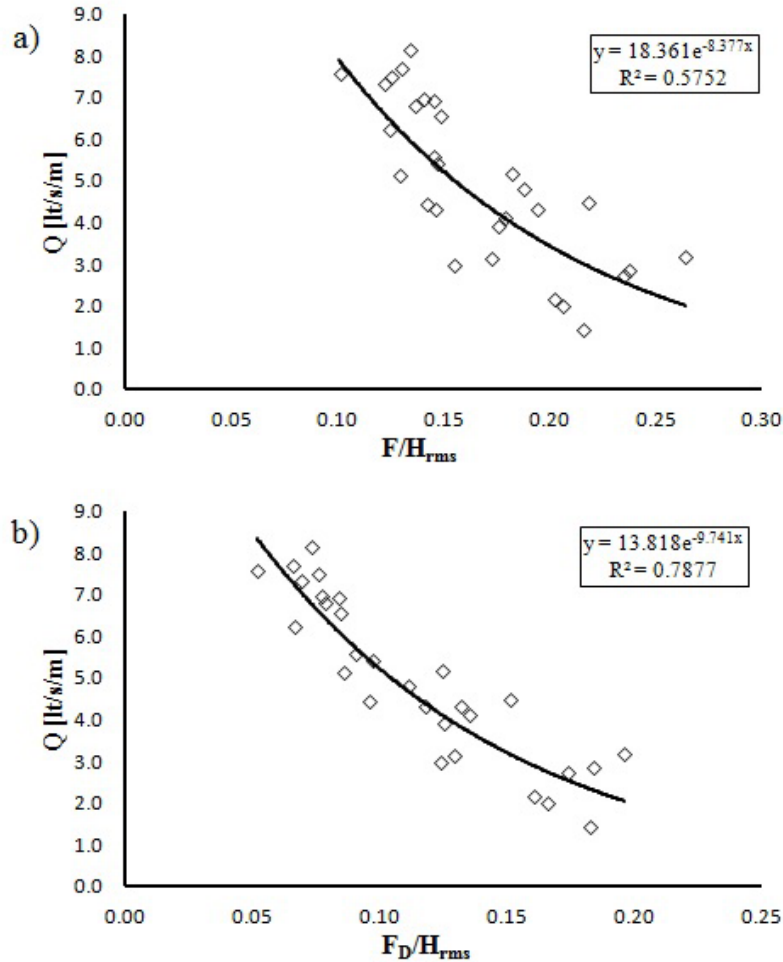 a)
9.0
8.0
7.0
6.0
5.0
4.0
3.0
2.0
1.0
0.0
Q [lt/s/m]
y = 18.361e^-8.377x
R² = 0.5752
0.00 0.05 0.10 0.15 0.20 0.25 0.30
F/H_rms
b)
9.0
8.0
7.0
6.0
5.0
4.0
3.0
2.0
1.0
0.0
Q [lt/s/m]
y = 13.818e^-9.741x
R² = 0.7877
0.00 0.05 0.10 0.15 0.20 0.25
F_D/H_rms